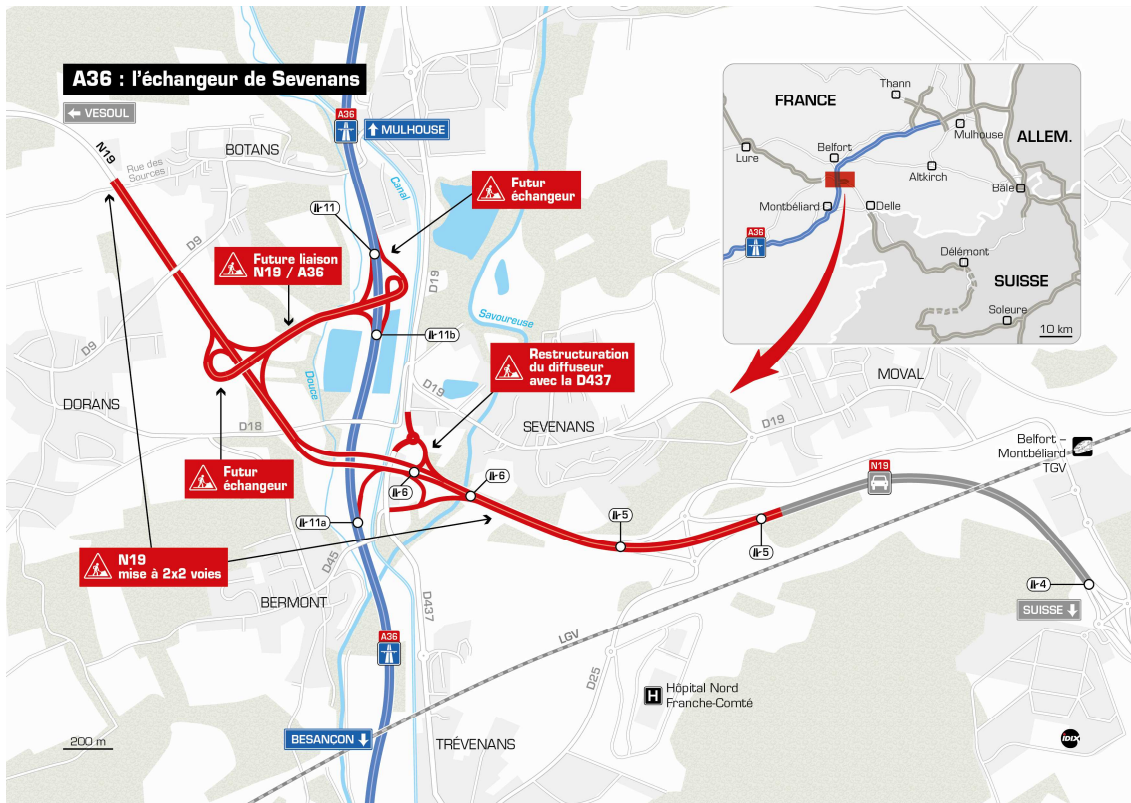 A36 : l'échangeur de Sevenans
← VESOUL
N19
Rue des
Sources
BOTANS
A36
↑ MULHOUSE
Canal
Futur
échangeur
11
D9
Future liaison
N19 / A36
D19
Savoureuse
11b
D9
Douce
Restructuration
du diffuseur
avec la D437
D19
DORANS
D18
SEVENANS
MOVAL
D19
Futur
échangeur
6
6
11a
5
5
N19
Belfort –
Montbéliard
TGV
N19
mise à 2x2 voies
D45
BERMONT
D437
4
SUISSE ↓
A36
LGV
D25
H
Hôpital Nord
Franche-Comté
BESANÇON ↓
TRÉVENANS
200 m
iDIX
FRANCE
Thann
Mulhouse
ALLEM.
Lure
Belfort
Altkirch
Bâle
Montbéliard
Delle
A36
Délémont
SUISSE
Soleure
10 km